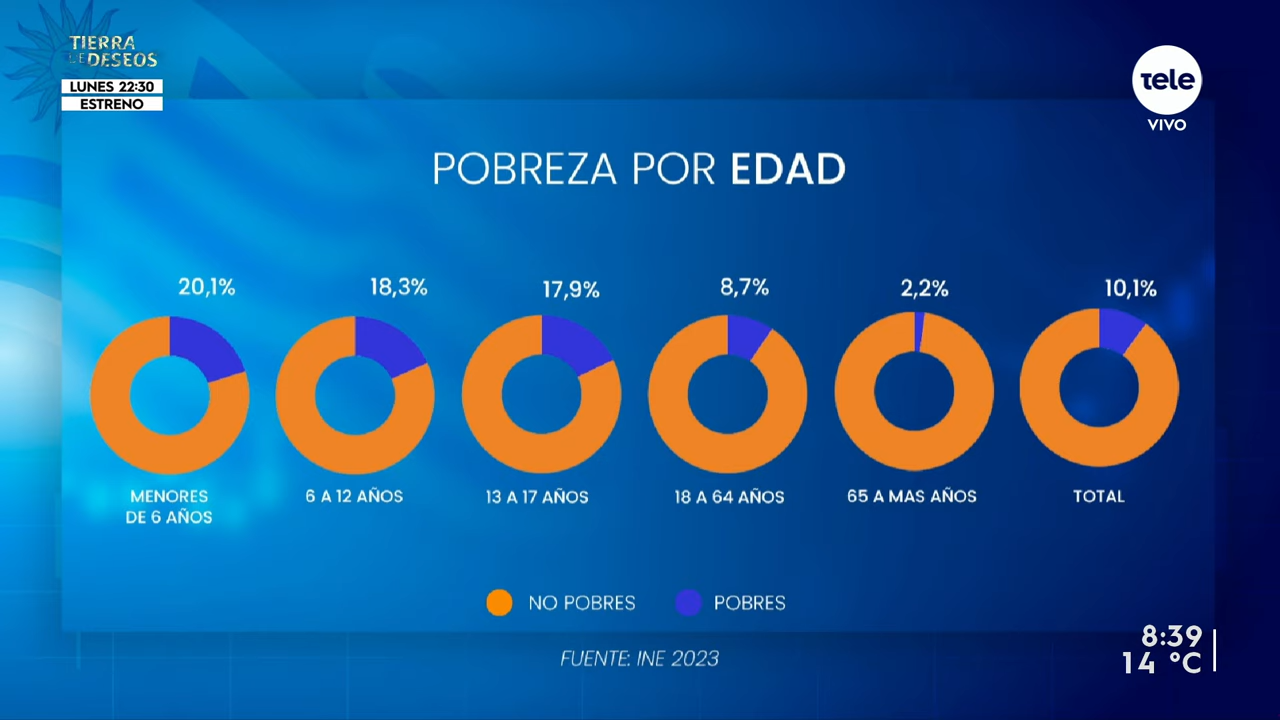 TIERRA
DE DESEOS
LUNES 22:30
ESTRENO
tele
VIVO
POBREZA POR EDAD
20,1%
18,3%
17,9%
8,7%
2,2%
10,1%
MENORES
DE 6 AÑOS
6 A 12 AÑOS
13 A 17 AÑOS
18 A 64 AÑOS
65 A MAS AÑOS
TOTAL
NO POBRES
POBRES
FUENTE: INE 2023
8:39
14 °C